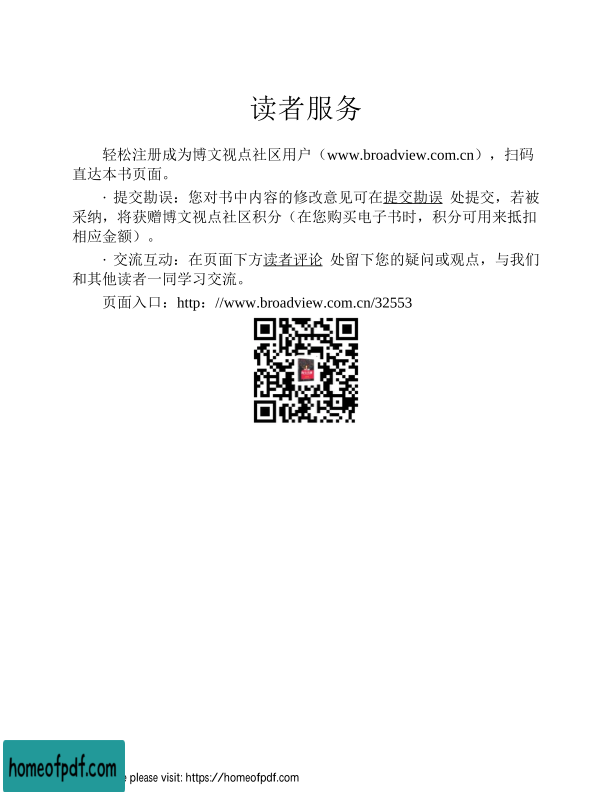 读者服务
轻松注册成为博文视点社区用户（www.broadview.com.cn），扫码
直达本书页面。
· 提交勘误：您对书中内容的修改意见可在提交勘误 处提交，若被
采纳，将获赠博文视点社区积分（在您购买电子书时，积分可用来抵扣
相应金额）。
· 交流互动：在页面下方读者评论 处留下您的疑问或观点，与我们
和其他读者一同学习交流。
页面入口：http：//www.broadview.com.cn/32553
homeofpdf.com
please visit: https://homeofpdf.com